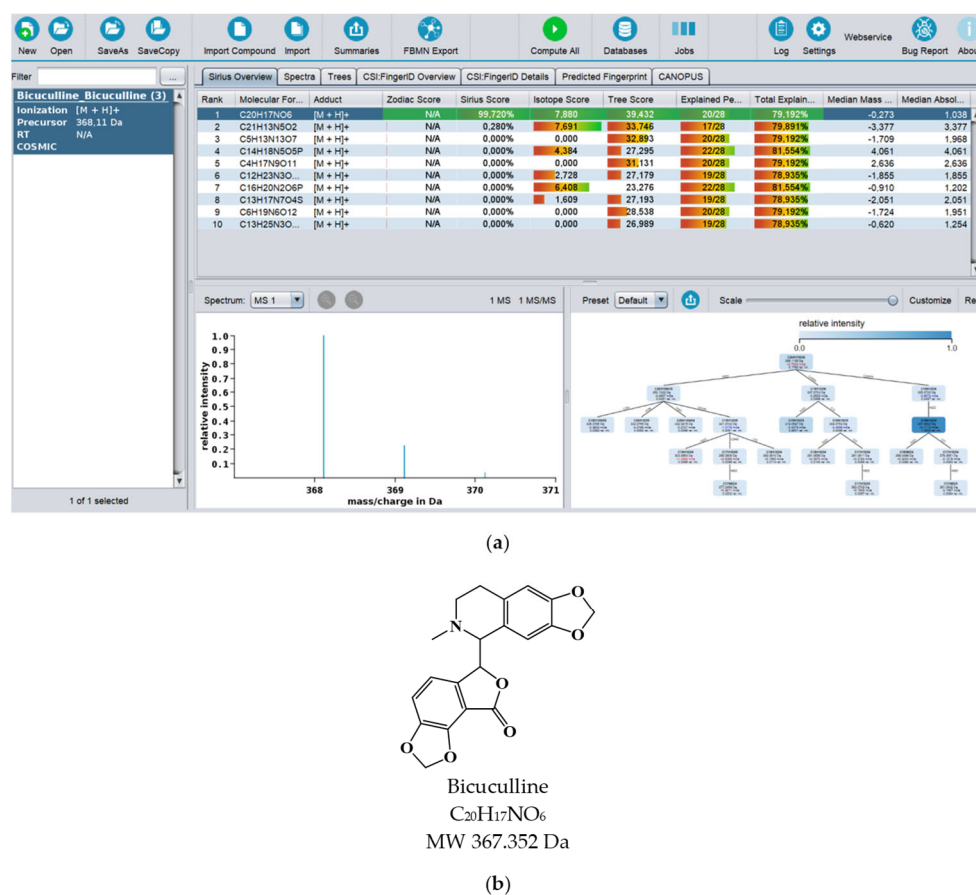 New Open SaveAs SaveCopy Import Compound Import Summaries FBMN Export Compute All Databases Jobs Log Settings Webservice Bug Report Abou
Filter ...
Sirius Overview Spectra Trees CSI:FingerID Overview CSI:FingerID Details Predicted Fingerprint CANOPUS
Bicuculline_Bicuculline (3)
Ionization [M + H]+
Precursor 368,11 Da
RT N/A
COSMIC
1 of 1 selected
Rank Molecular For... Adduct Zodiac Score Sirius Score Isotope Score Tree Score Explained Pe... Total Explain... Median Mass ... Median Absol...
1 C20H17NO6 [M + H]+ N/A 99,720% 7,880 39,432 20/28 79,192% -0,273 1,038
2 C21H13N5O2 [M + H]+ N/A 0,280% 7,691 33,746 17/28 79,891% -3,377 3,377
3 C5H13N13O7 [M + H]+ N/A 0,000% 0,000 32,893 20/28 79,192% -1,709 1,968
4 C14H18N5O5P [M + H]+ N/A 0,000% 4,384 27,295 22/28 81,554% 4,061 4,061
5 C4H17N9O11 [M + H]+ N/A 0,000% 0,000 31,131 20/28 79,192% 2,636 2,636
6 C12H23N3O... [M + H]+ N/A 0,000% 2,728 27,179 19/28 78,935% -1,855 1,855
7 C16H20N2O6P [M + H]+ N/A 0,000% 6,408 23,276 22/28 81,554% -0,910 1,202
8 C13H17N7O4S [M + H]+ N/A 0,000% 1,609 27,193 19/28 78,935% -2,051 2,051
9 C6H19N6O12 [M + H]+ N/A 0,000% 0,000 28,538 20/28 79,192% -1,724 1,951
10 C13H25N3O... [M + H]+ N/A 0,000% 0,000 26,989 19/28 78,935% -0,620 1,254
Spectrum: MS 1 1 MS 1 MS/MS
relative intensity
1.0
0.9
0.8
0.7
0.6
0.5
0.4
0.3
0.2
0.1
368 369 370 371
mass/charge in Da
Preset Default Scale Customize Re
relative intensity
0.0 1.0
(a)
N
O
O
O
O
O
O
Bicuculline
C₂₀H₁₇NO₆
MW 367.352 Da
(b)